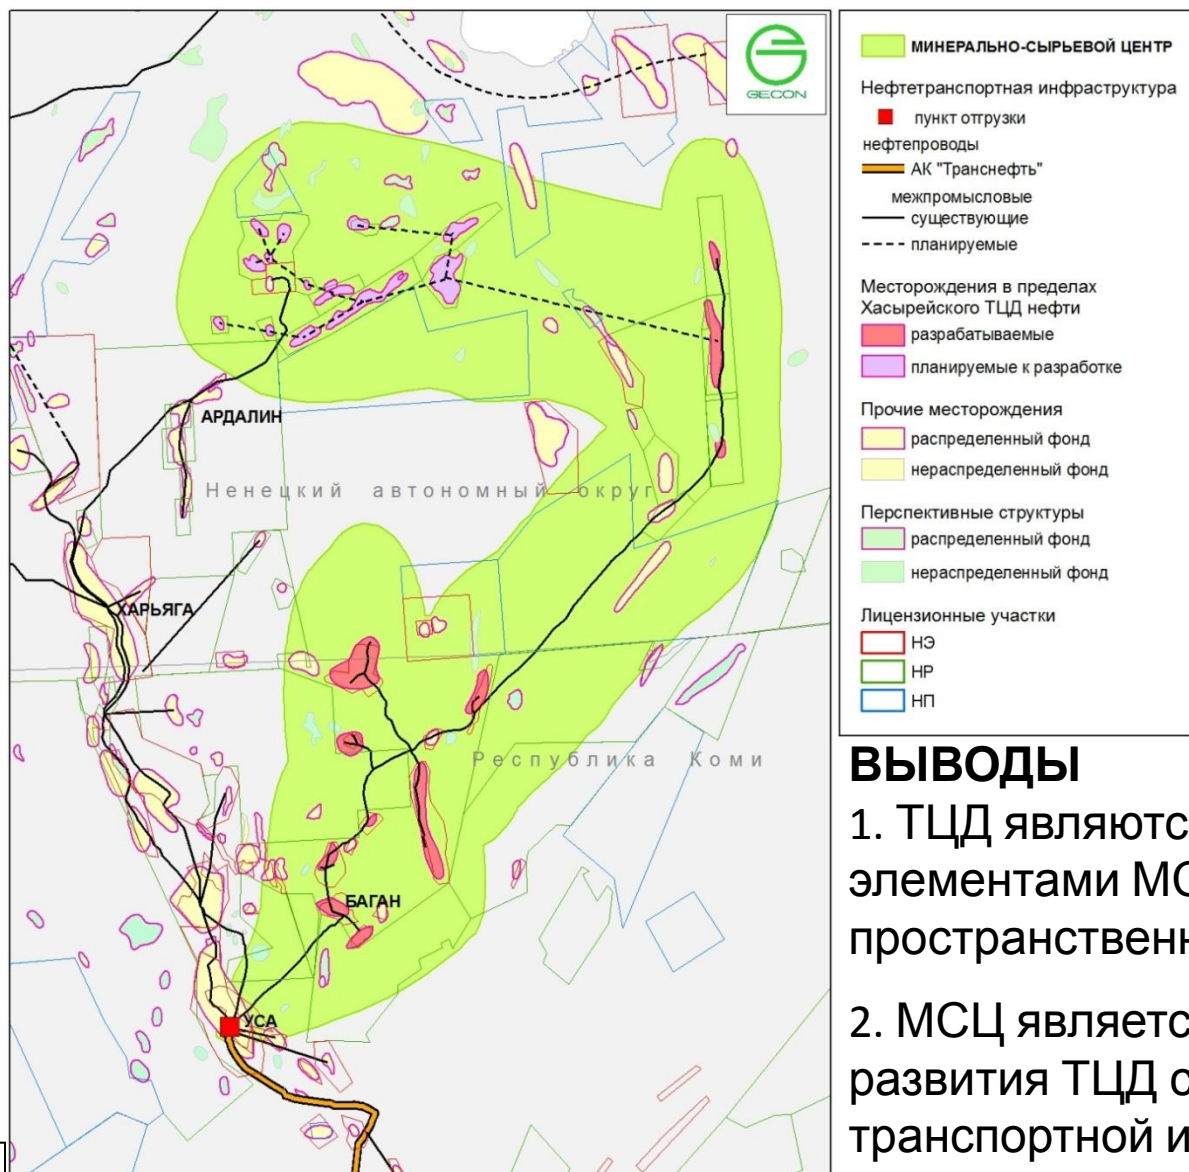 GECON
АРДАЛИН
Ненецкий автономный округ
ХАРЬЯГА
Республика Коми
БАГАН
УСА
МИНЕРАЛЬНО-СЫРЬЕВОЙ ЦЕНТР
Нефтетранспортная инфраструктура
пункт отгрузки
нефтепроводы
АК "Транснефть"
межпромысловые
существующие
планируемые
Месторождения в пределах
Хасырейского ТЦД нефти
разрабатываемые
планируемые к разработке
Прочие месторождения
распределенный фонд
нераспределенный фонд
Перспективные структуры
распределенный фонд
нераспределенный фонд
Лицензионные участки
НЭ
НР
НП
ВЫВОДЫ
1. ТЦД являютс
элементами МС
пространственн
2. МСЦ являетс
развития ТЦД с
транспортной и